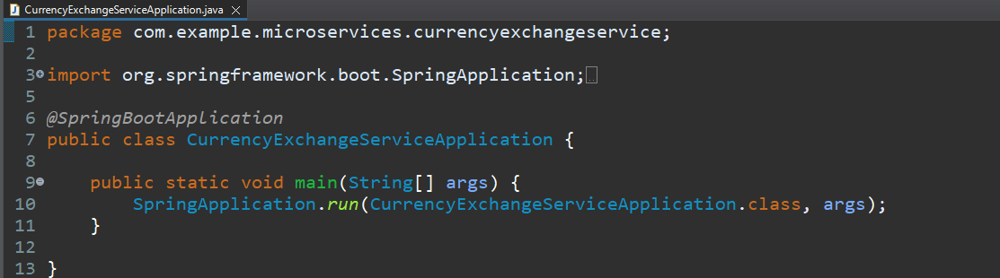 CurrencyExchangeServiceApplication.java
1 package com.example.microservices.currencyexchangeservice;
2
3 import org.springframework.boot.SpringApplication;
5
6 @SpringBootApplication
7 public class CurrencyExchangeServiceApplication {
8
9 public static void main(String[] args) {
10 SpringApplication.run(CurrencyExchangeServiceApplication.class, args);
11 }
12
13 }